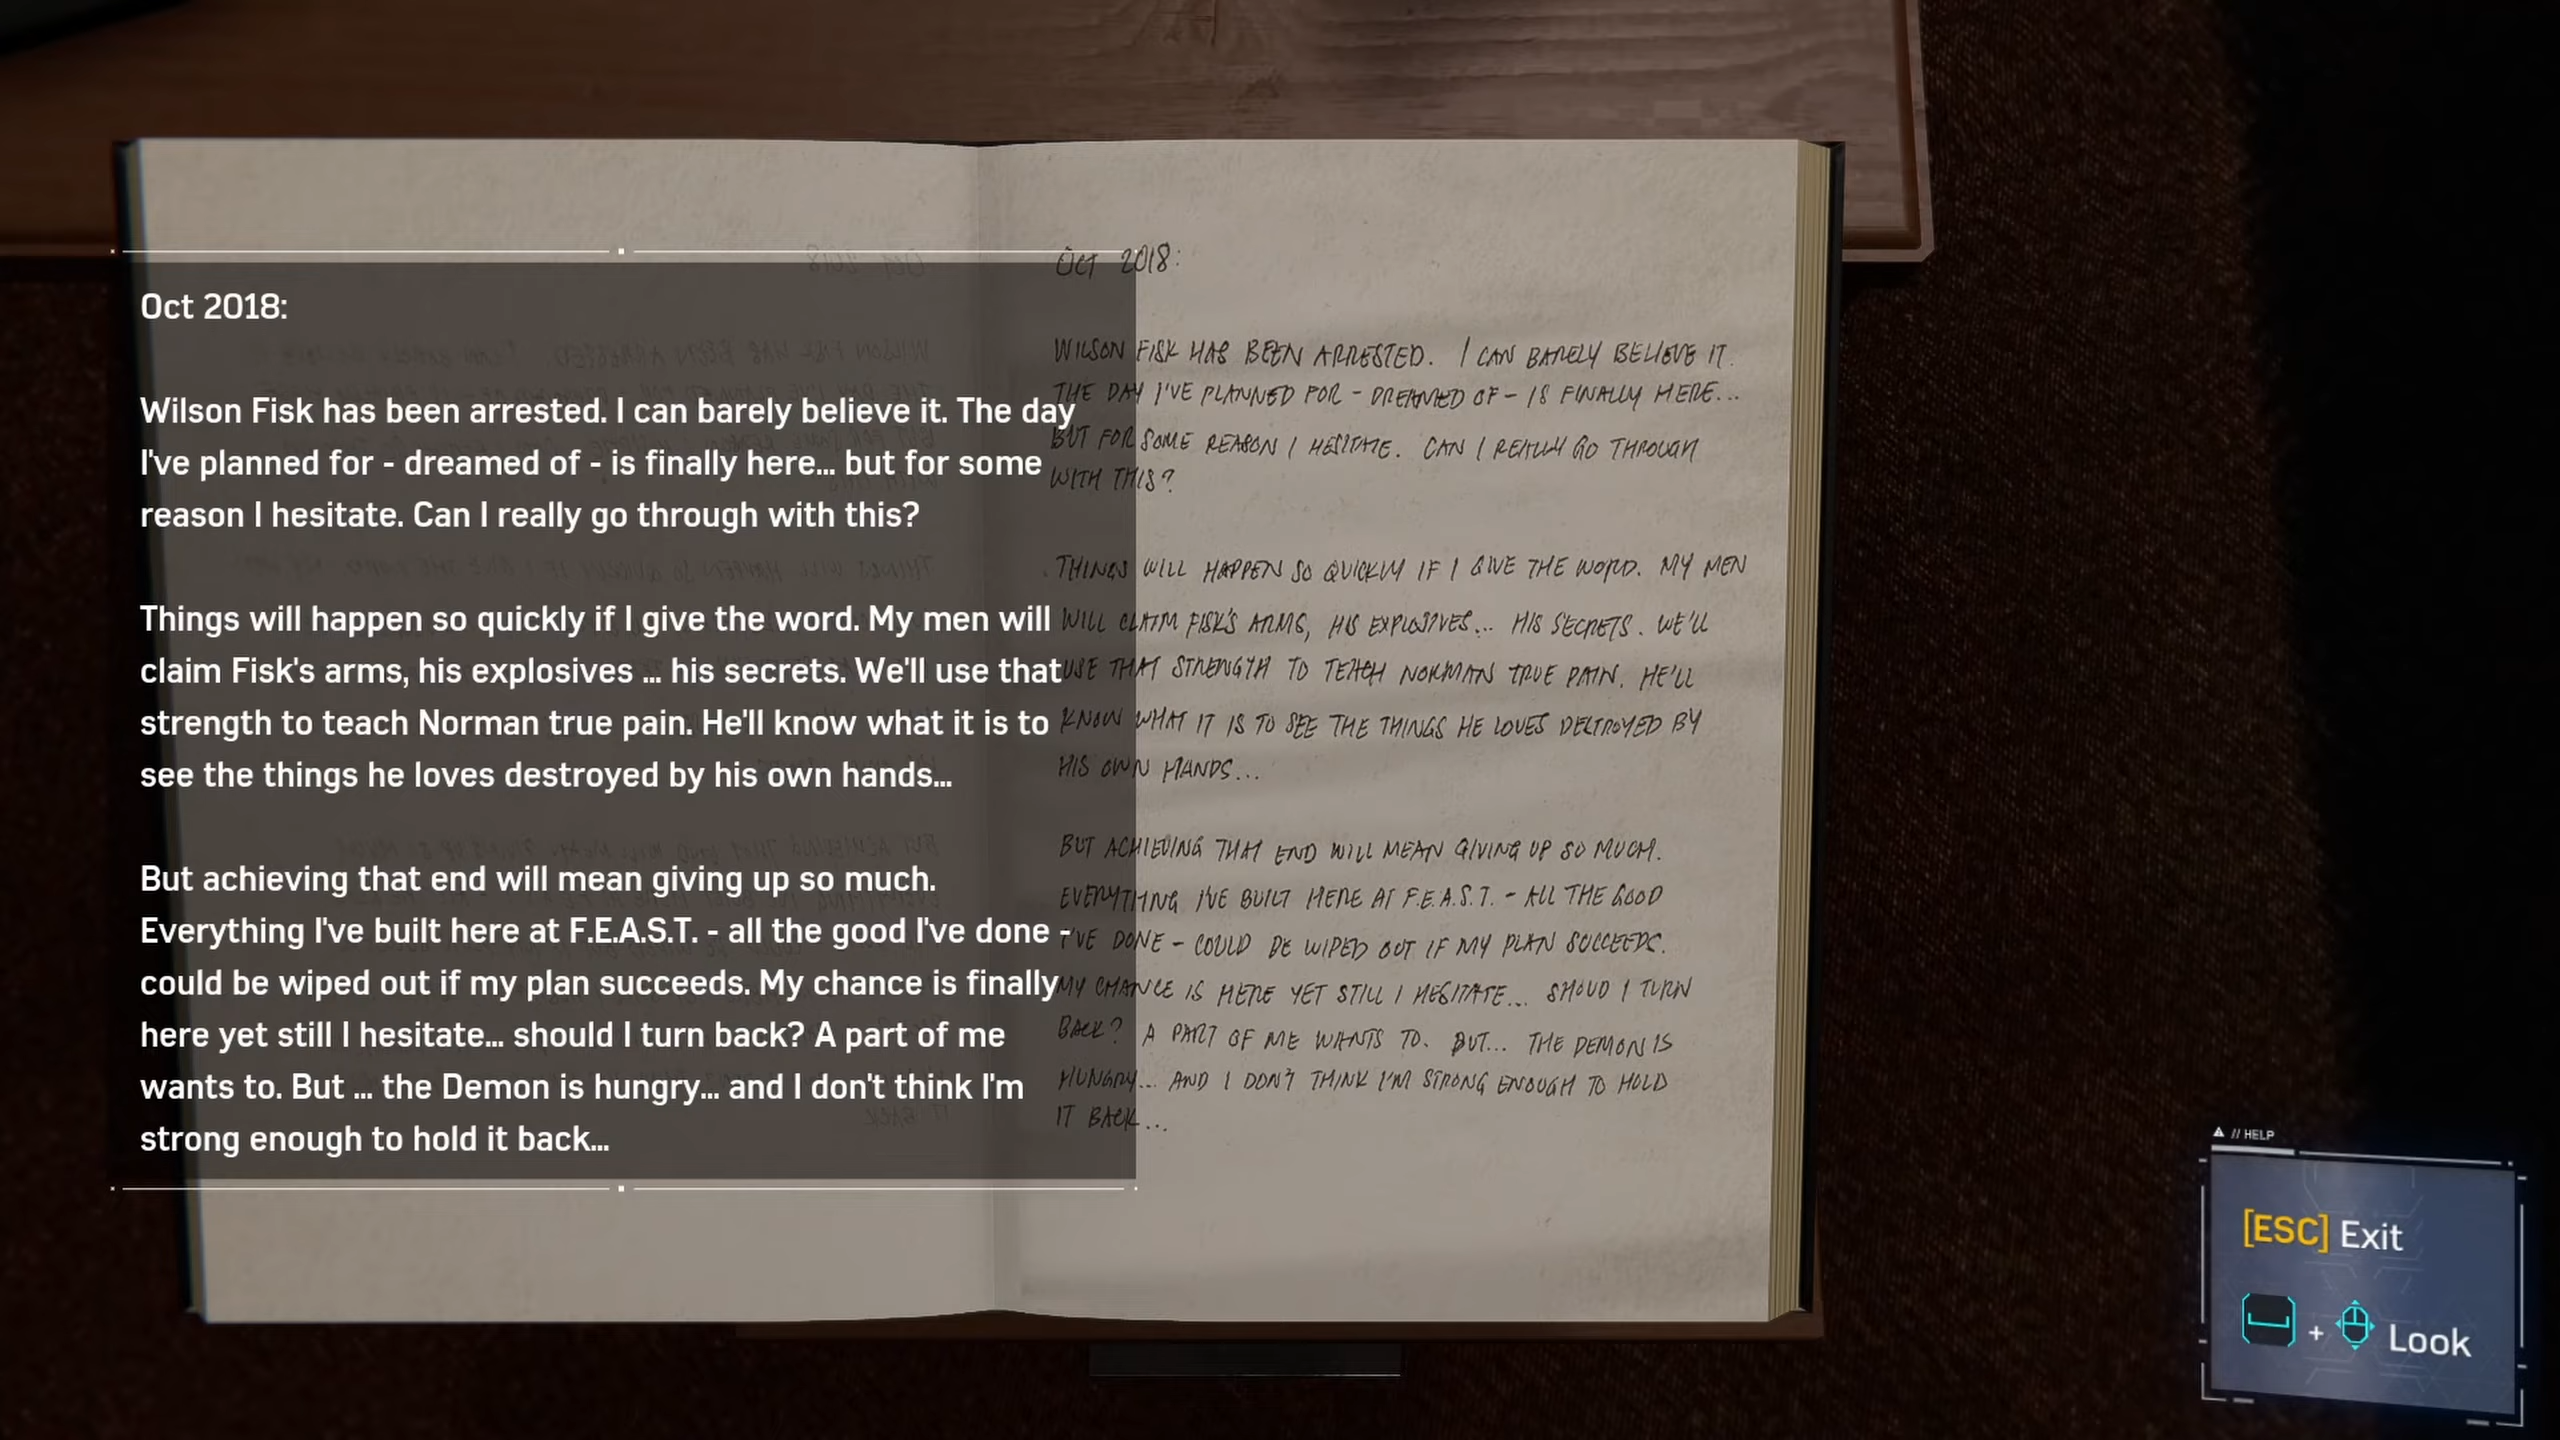 Oct 2018:
Wilson Fisk has been arrested. I can barely believe it. The day
I've planned for - dreamed of - is finally here... but for some
reason I hesitate. Can I really go through with this?
Things will happen so quickly if I give the word. My men will
claim Fisk's arms, his explosives ... his secrets. We'll use that
strength to teach Norman true pain. He'll know what it is to
see the things he loves destroyed by his own hands...
But achieving that end will mean giving up so much.
Everything I've built here at F.E.A.S.T. - all the good I've done -
could be wiped out if my plan succeeds. My chance is finally
here yet still I hesitate... should I turn back? A part of me
wants to. But ... the Demon is hungry... and I don't think I'm
strong enough to hold it back...
OCT 2018:
WILSON FISK HAS BEEN ARRESTED. I CAN BARELY BELIEVE IT.
THE DAY I'VE PLANNED FOR - DREAMED OF - IS FINALLY HERE...
BUT FOR SOME REASON I HESITATE. CAN I REALLY GO THROUGH
WITH THIS?
THINGS WILL HAPPEN SO QUICKLY IF I GIVE THE WORD. MY MEN
WILL CLAIM FISK'S ARMS, HIS EXPLOSIVES... HIS SECRETS. WE'LL
USE THAT STRENGTH TO TEACH NORMAN TRUE PAIN. HE'LL
KNOW WHAT IT IS TO SEE THE THINGS HE LOVES DESTROYED BY
HIS OWN HANDS...
BUT ACHIEVING THAT END WILL MEAN GIVING UP SO MUCH.
EVERYTHING I'VE BUILT HERE AT F.E.A.S.T. - ALL THE GOOD
I'VE DONE - COULD BE WIPED OUT IF MY PLAN SUCCEEDS.
MY CHANCE IS HERE YET STILL I HESITATE... SHOUD I TURN
BACK? A PART OF ME WANTS TO. BUT... THE DEMON IS
HUNGRY... AND I DON'T THINK I'M STRONG ENOUGH TO HOLD
IT BACK...
// HELP
[ESC] Exit
+ Look